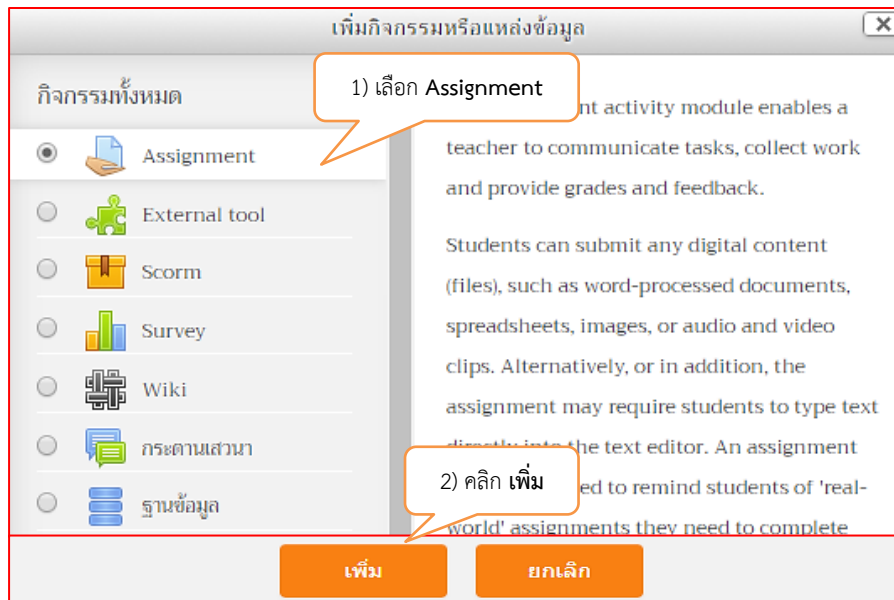 เพิ่มกิจกรรมหรือแหล่งข้อมูล
กิจกรรมทั้งหมด
1) เลือก Assignment
Assignment
External tool
Scorm
Survey
Wiki
กระดานเสวนา
ฐานข้อมูล
nt activity module enables a
teacher to communicate tasks, collect work
and provide grades and feedback.
Students can submit any digital content
(files), such as word-processed documents,
spreadsheets, images, or audio and video
clips. Alternatively, or in addition, the
assignment may require students to type text
directly into the text editor. An assignment
ed to remind students of 'real-
world' assignments they need to complete
2) คลิก เพิ่ม
เพิ่ม
ยกเลิก